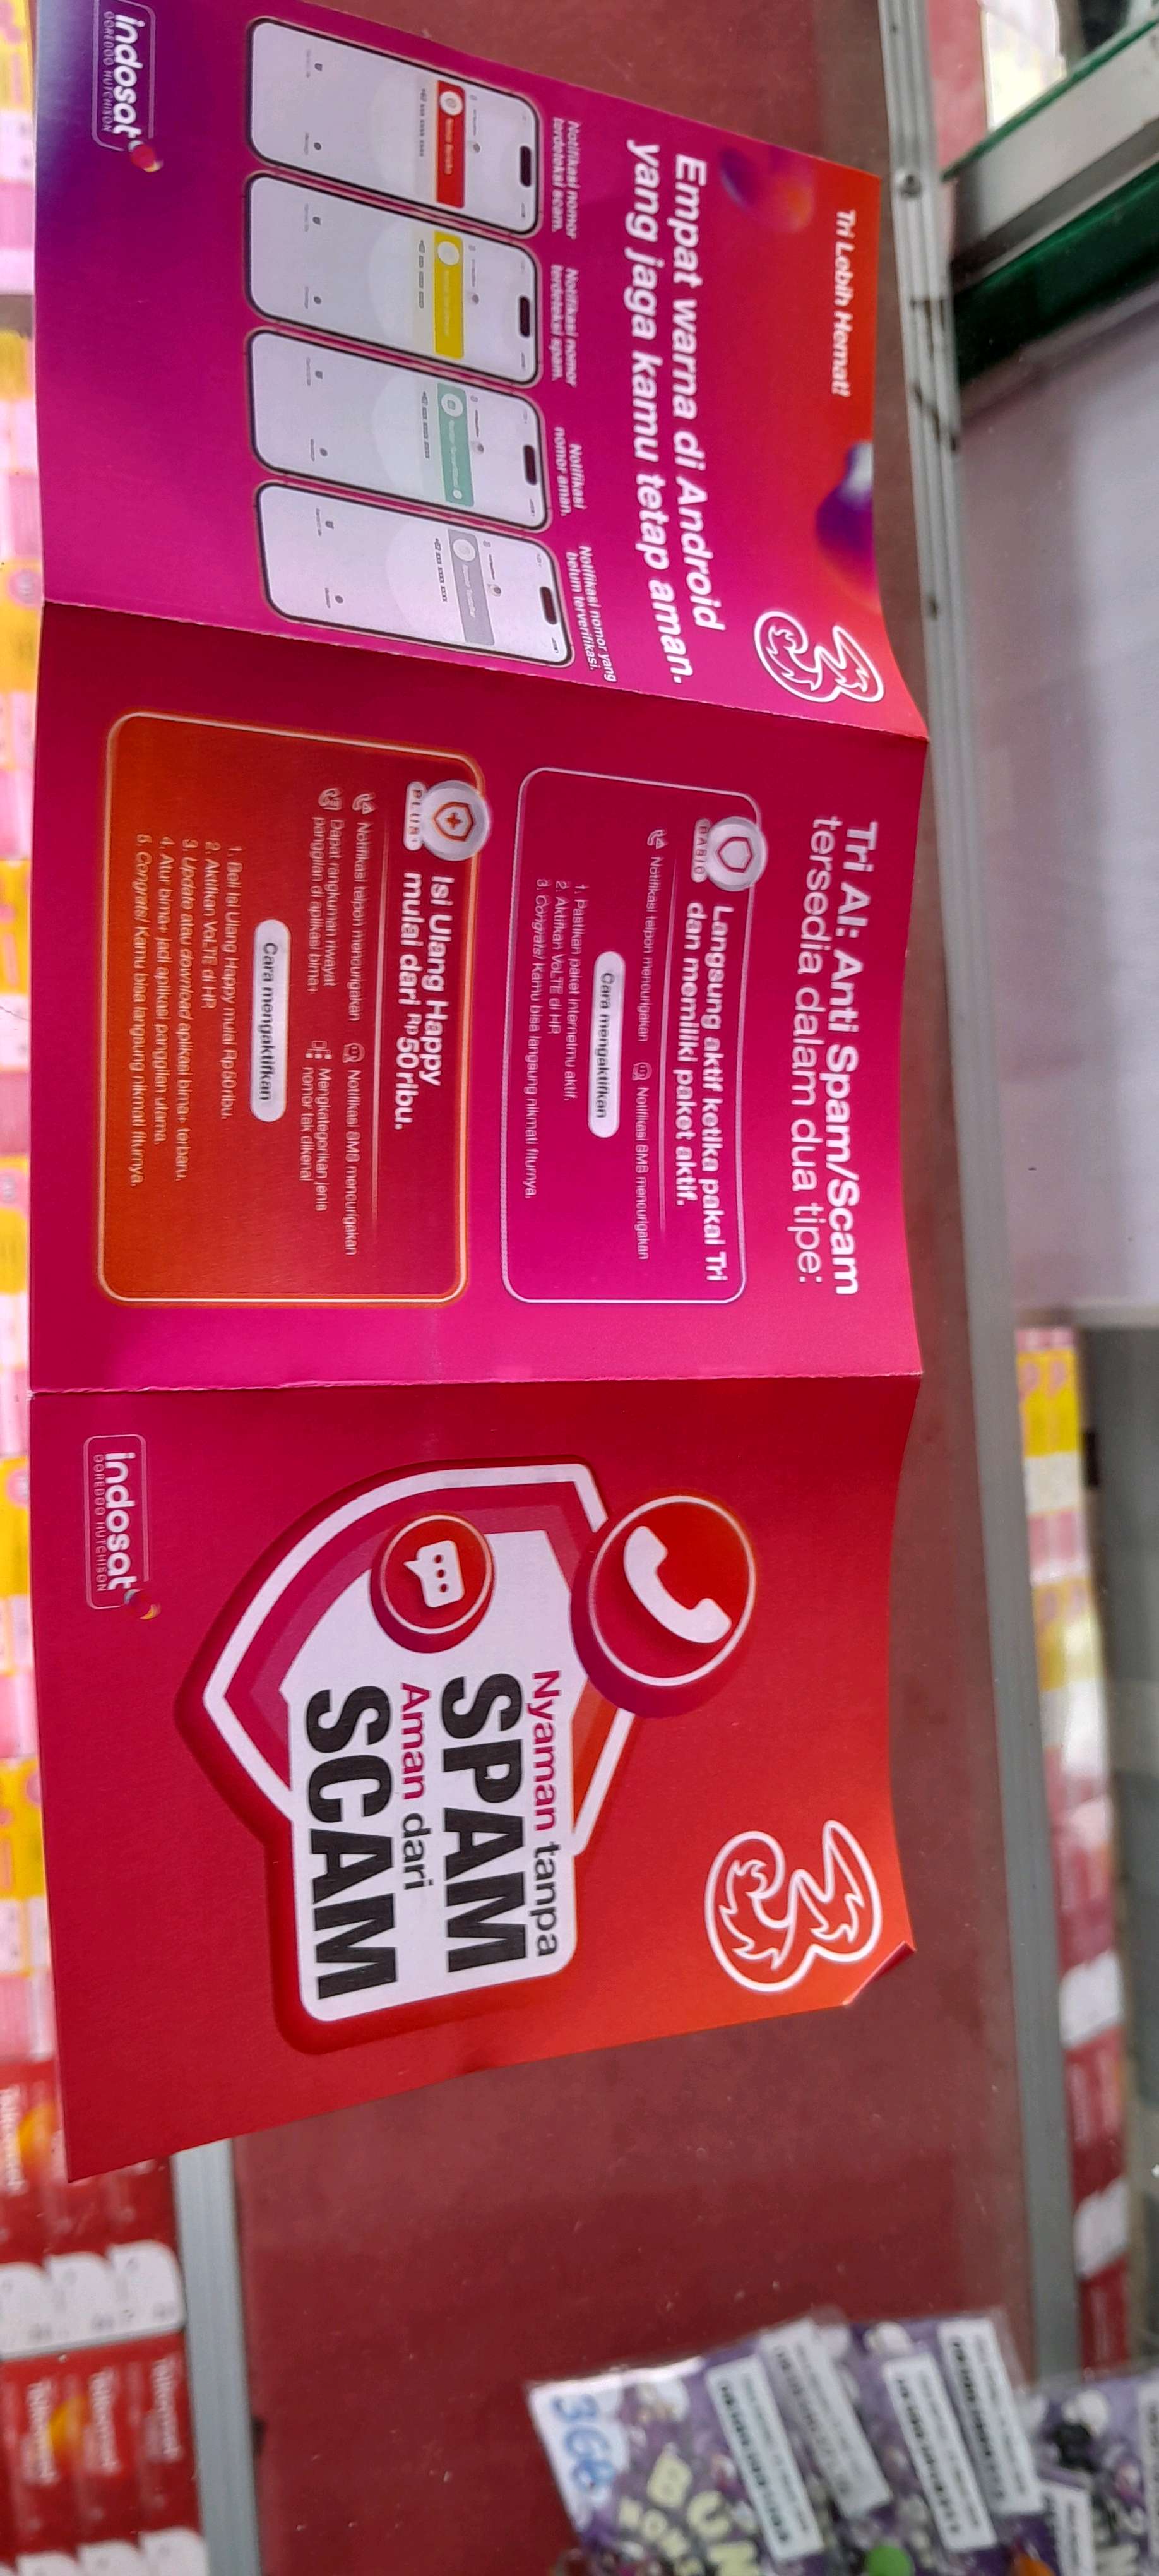 Tri Lebih Hemat!
Empat warna di Android
yang jaga kamu tetap aman.
Notifikasi nomor
terdeteksi scam.
Notifikasi nomor
terdeteksi spam.
Notifikasi
nomor aman.
Notifikasi nomor yang
belum terverifikasi.
indosat
OOREDOO HUTCHISON
Tri AI: Anti Spam/Scam
tersedia dalam dua tipe:
BASIC
Langsung aktif ketika pakai Tri
dan memiliki paket aktif.
Notifikasi telpon mencurigakan
Notifikasi SMS mencurigakan
Cara mengaktifkan
1. Pastikan paket internetmu aktif.
2. Aktifkan VoLTE di HP.
3. Congrats! Kamu bisa langsung nikmati fiturnya.
PLUS
Isi Ulang Happy
mulai dari Rp50ribu.
Notifikasi telpon mencurigakan
Notifikasi SMS mencurigakan
Dapat rangkuman riwayat
panggilan di aplikasi bima+
Mengkategorikan jenis
nomor tak dikenal
Cara mengaktifkan
1. Beli Isi Ulang Happy mulai Rp50ribu.
2. Aktifkan VoLTE di HP.
3. Update atau download aplikasi bima+ terbaru.
4. Atur bima+ jadi aplikasi panggilan utama.
5. Congrats! Kamu bisa langsung nikmati fiturnya.
3
Nyaman tanpa
SPAM
Aman dari
SCAM
indosat
OOREDOO HUTCHISON
3GB